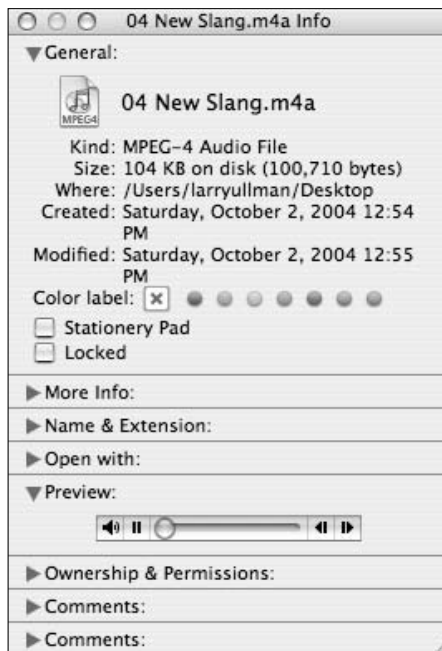 04 New Slang.m4a Info
General:
MPEG4
04 New Slang.m4a
Kind: MPEG-4 Audio File
Size: 104 KB on disk (100,710 bytes)
Where: /Users/larryullman/Desktop
Created: Saturday, October 2, 2004 12:54
PM
Modified: Saturday, October 2, 2004 12:55
PM
Color label:
Stationery Pad
Locked
More Info:
Name & Extension:
Open with:
Preview:
Ownership & Permissions:
Comments:
Comments: